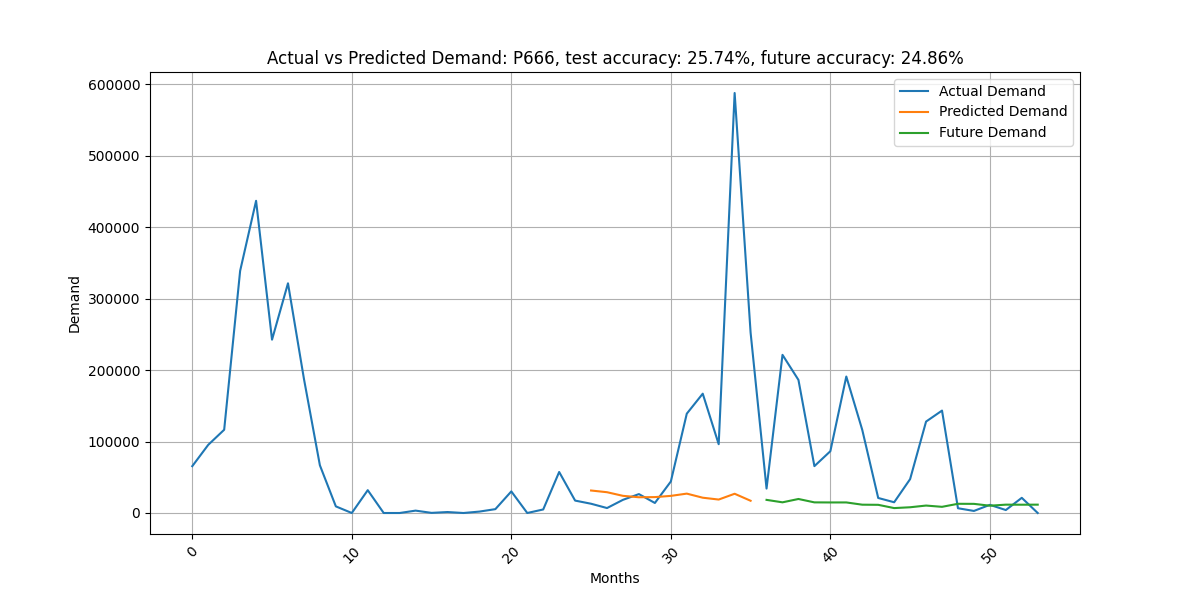 Actual vs Predicted Demand: P666, test accuracy: 25.74%, future accuracy: 24.86%
600000
500000
400000
300000
200000
100000
0
Demand
Actual Demand
Predicted Demand
Future Demand
0
10
20
30
40
50
Months